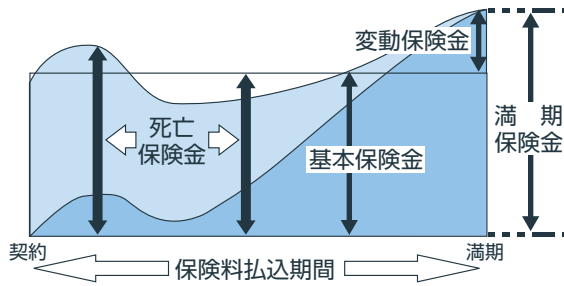 変動保険金
満　期
保険金
死亡
保険金
基本保険金
契約
満期
保険料払込期間